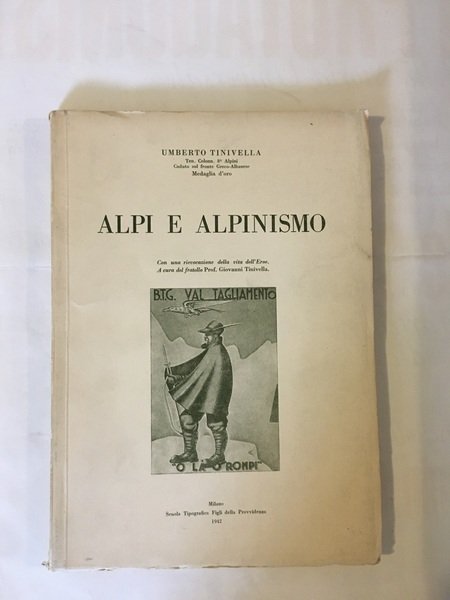 UMBERTO TINIVELLA
Ten. Colonn. 8° Alpini
Caduto sul fronte Greco-Albanese
Medaglia d'oro
ALPI E ALPINISMO
Con una rievocazione della vita dell'Eroe.
A cura del fratello Prof. Giovanni Tinivella.
BTG. VAL TAGLIAMENTO
"O LA O ROMPI"
Milano
Scuola Tipografica Figli della Provvidenza
1942